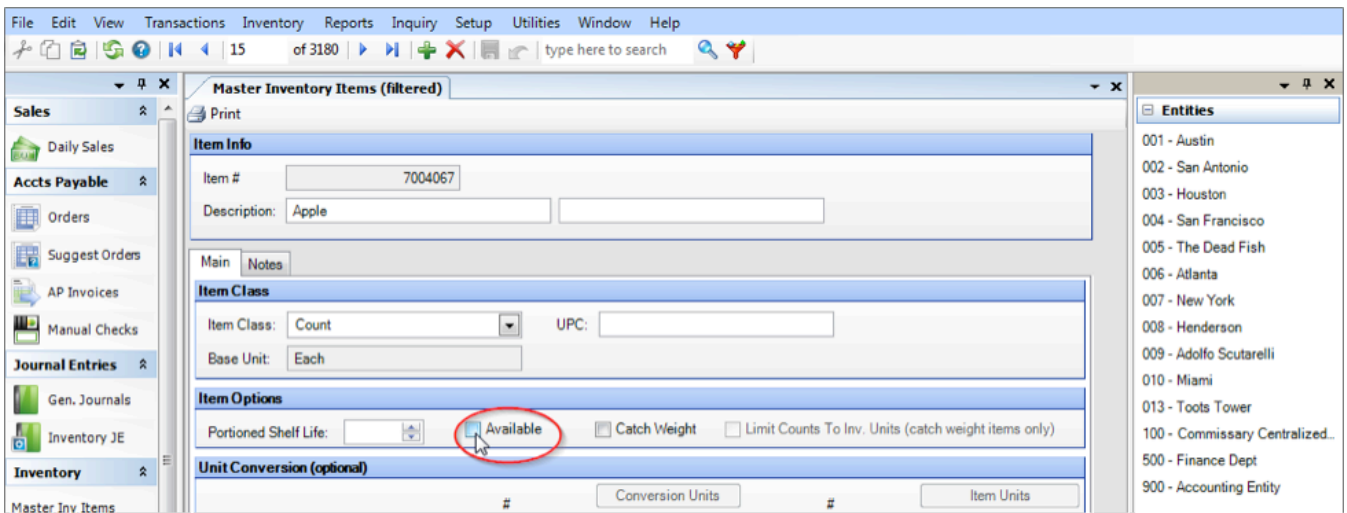 File Edit View Transactions Inventory Reports Inquiry Setup Utilities Window Help
15 of 3180 type here to search
Master Inventory Items (filtered)
Print
Sales
Daily Sales
Accts Payable
Orders
Suggest Orders
AP Invoices
Manual Checks
Journal Entries
Gen. Journals
Inventory JE
Inventory
Master Inv Items
Item Info
Item # 7004067
Description: Apple
Main Notes
Item Class
Item Class: Count UPC:
Base Unit: Each
Item Options
Portioned Shelf Life: Available Catch Weight Limit Counts To Inv. Units (catch weight items only)
Unit Conversion (optional)
# Conversion Units # Item Units
Entities
001 - Austin
002 - San Antonio
003 - Houston
004 - San Francisco
005 - The Dead Fish
006 - Atlanta
007 - New York
008 - Henderson
009 - Adolfo Scutarelli
010 - Miami
013 - Toots Tower
100 - Commissary Centralized...
500 - Finance Dept
900 - Accounting Entity